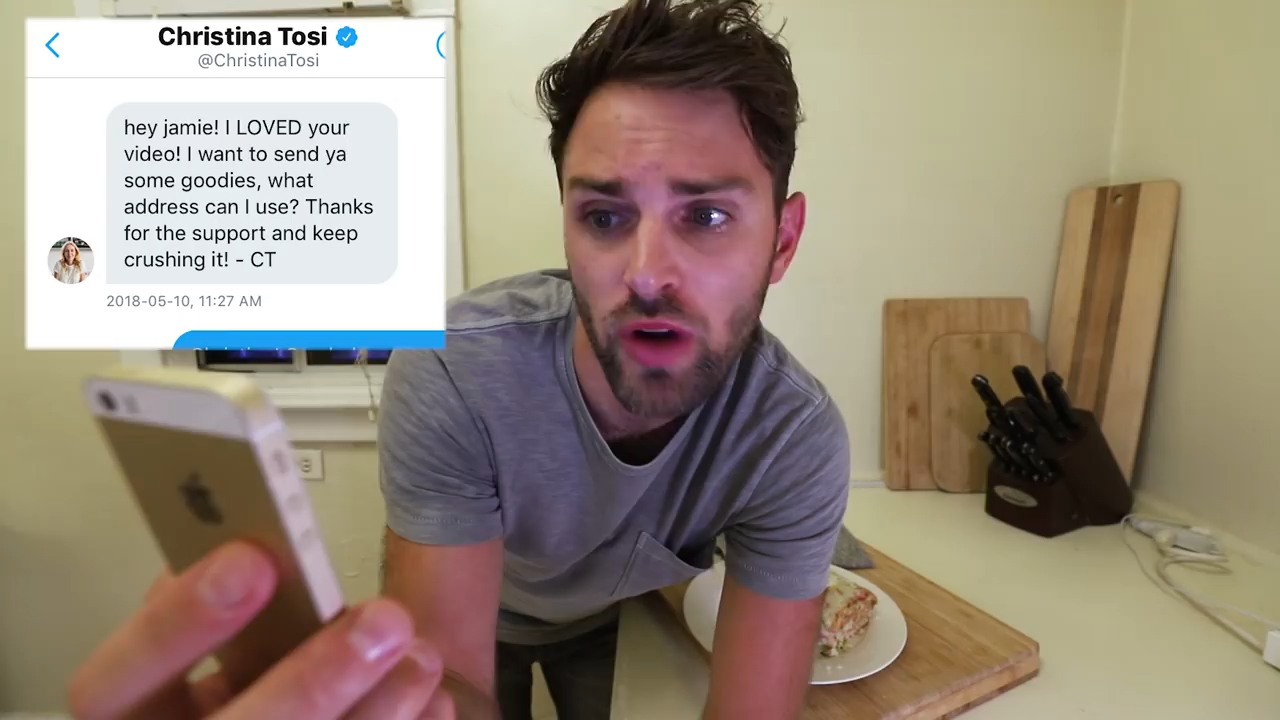 Christina Tosi
@ChristinaTosi
hey jamie! I LOVED your
video! I want to send ya
some goodies, what
address can I use? Thanks
for the support and keep
crushing it! - CT
2018-05-10, 11:27 AM